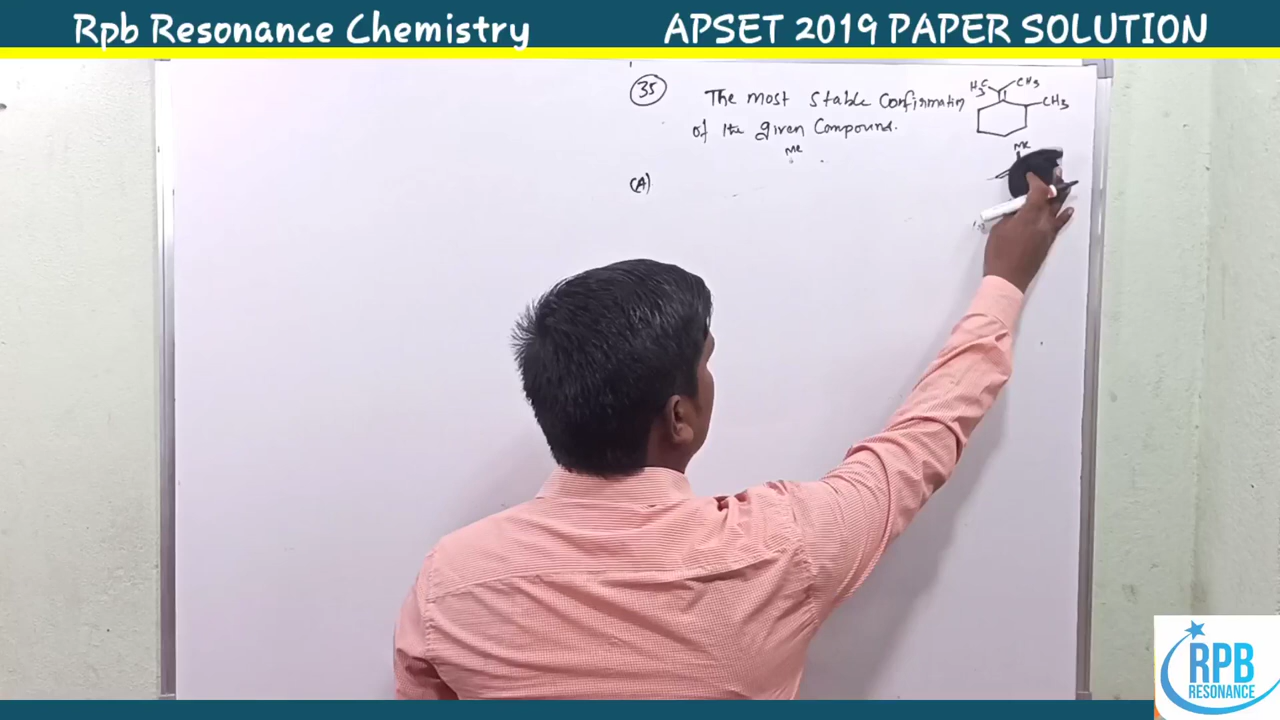 Rpb Resonance Chemistry
APSET 2019 PAPER SOLUTION
35 The most stable Confirmation
of the given Compound.
H3C CH3
CH3
Me
Me
(A)
RPB
RESONANCE